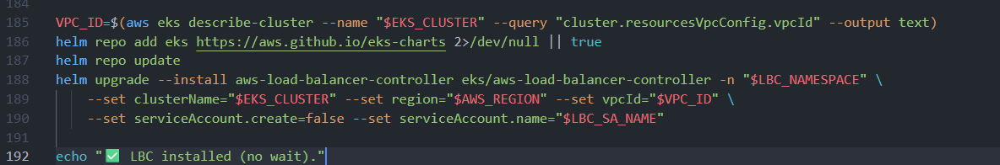 184
185 VPC_ID=$(aws eks describe-cluster --name "$EKS_CLUSTER" --query "cluster.resourcesVpcConfig.vpcId" --output text)
186 helm repo add eks https://aws.github.io/eks-charts 2>/dev/null || true
187 helm repo update
188 helm upgrade --install aws-load-balancer-controller eks/aws-load-balancer-controller -n "$LBC_NAMESPACE" \
189 --set clusterName="$EKS_CLUSTER" --set region="$AWS_REGION" --set vpcId="$VPC_ID" \
190 --set serviceAccount.create=false --set serviceAccount.name="$LBC_SA_NAME"
191
192 echo "✅ LBC installed (no wait)."